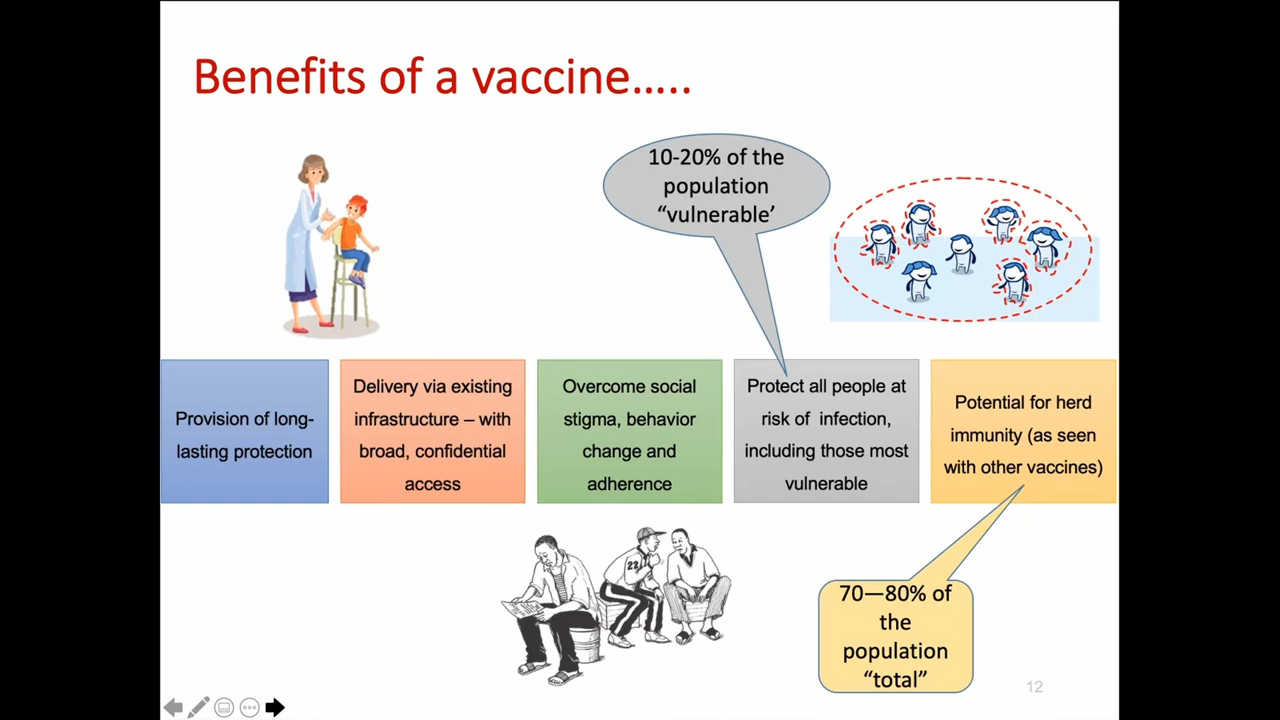 Benefits of a vaccine…..
10-20% of the
population
“vulnerable’
Provision of long-
lasting protection
Delivery via existing
infrastructure – with
broad, confidential
access
Overcome social
stigma, behavior
change and
adherence
Protect all people at
risk of infection,
including those most
vulnerable
Potential for herd
immunity (as seen
with other vaccines)
22
70—80% of
the
population
“total”
12